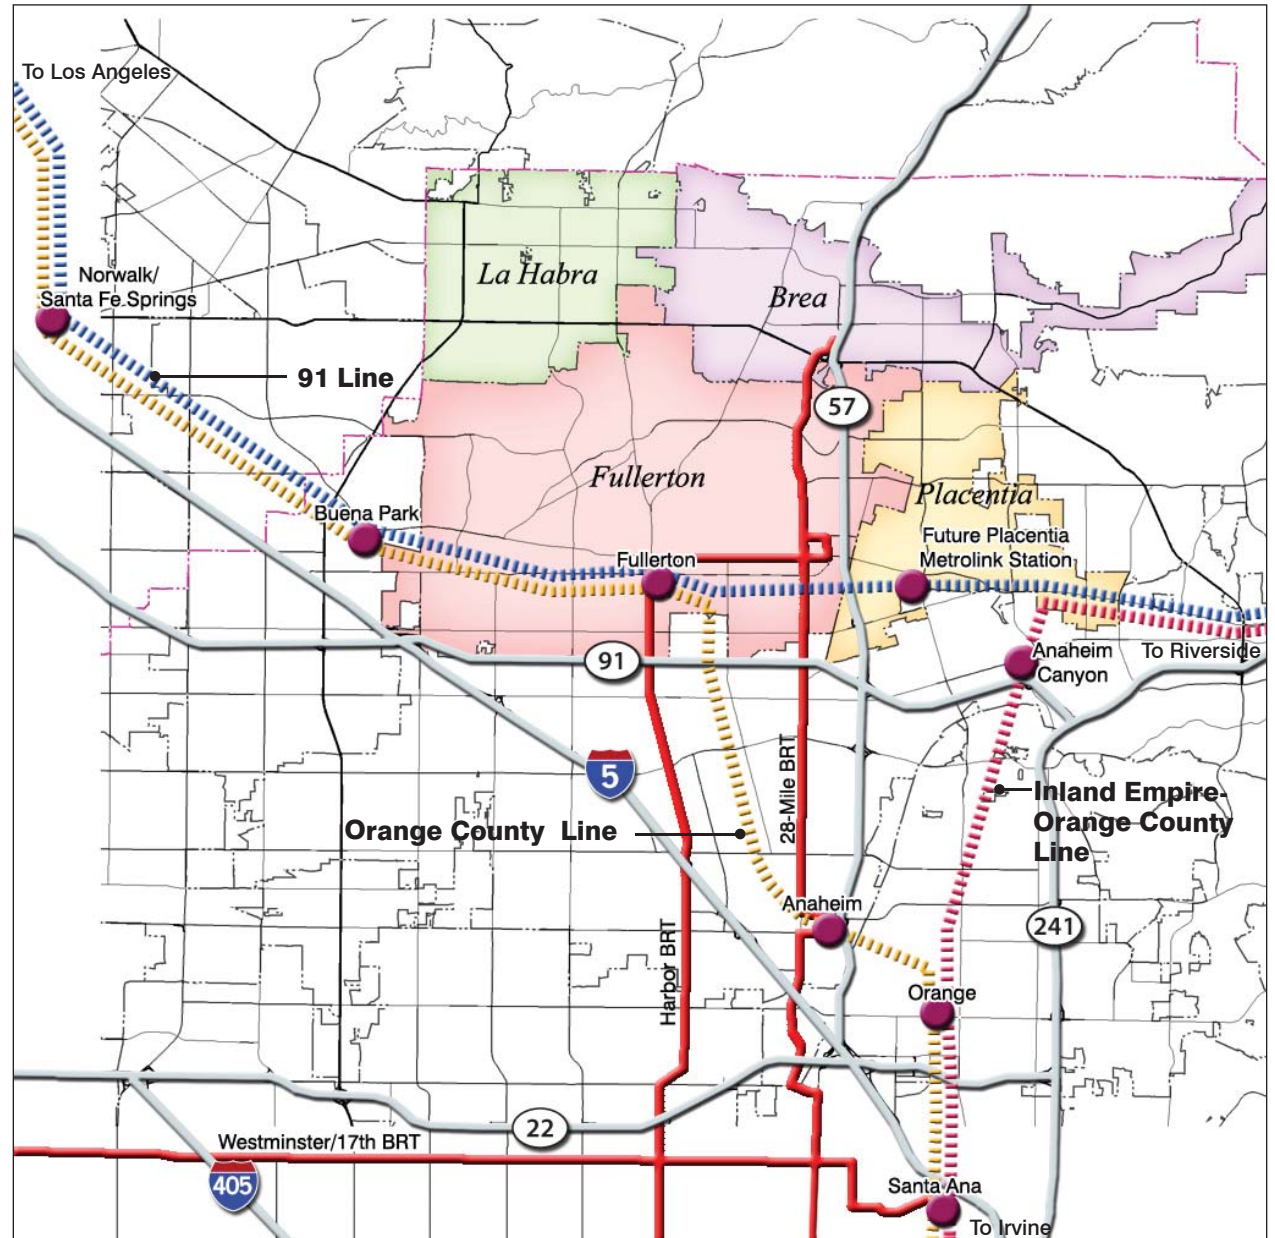 To Los Angeles
Norwalk/
Santa Fe Springs
La Habra
Brea
91 Line
57
Fullerton
Placentia
Buena Park
Fullerton
Future Placentia
Metrolink Station
91
Anaheim
Canyon
To Riverside
5
28-Mile BRT
Inland Empire-
Orange County
Line
Orange County Line
Anaheim
241
Harbor BRT
Orange
22
Westminster/17th BRT
405
Santa Ana
To Irvine